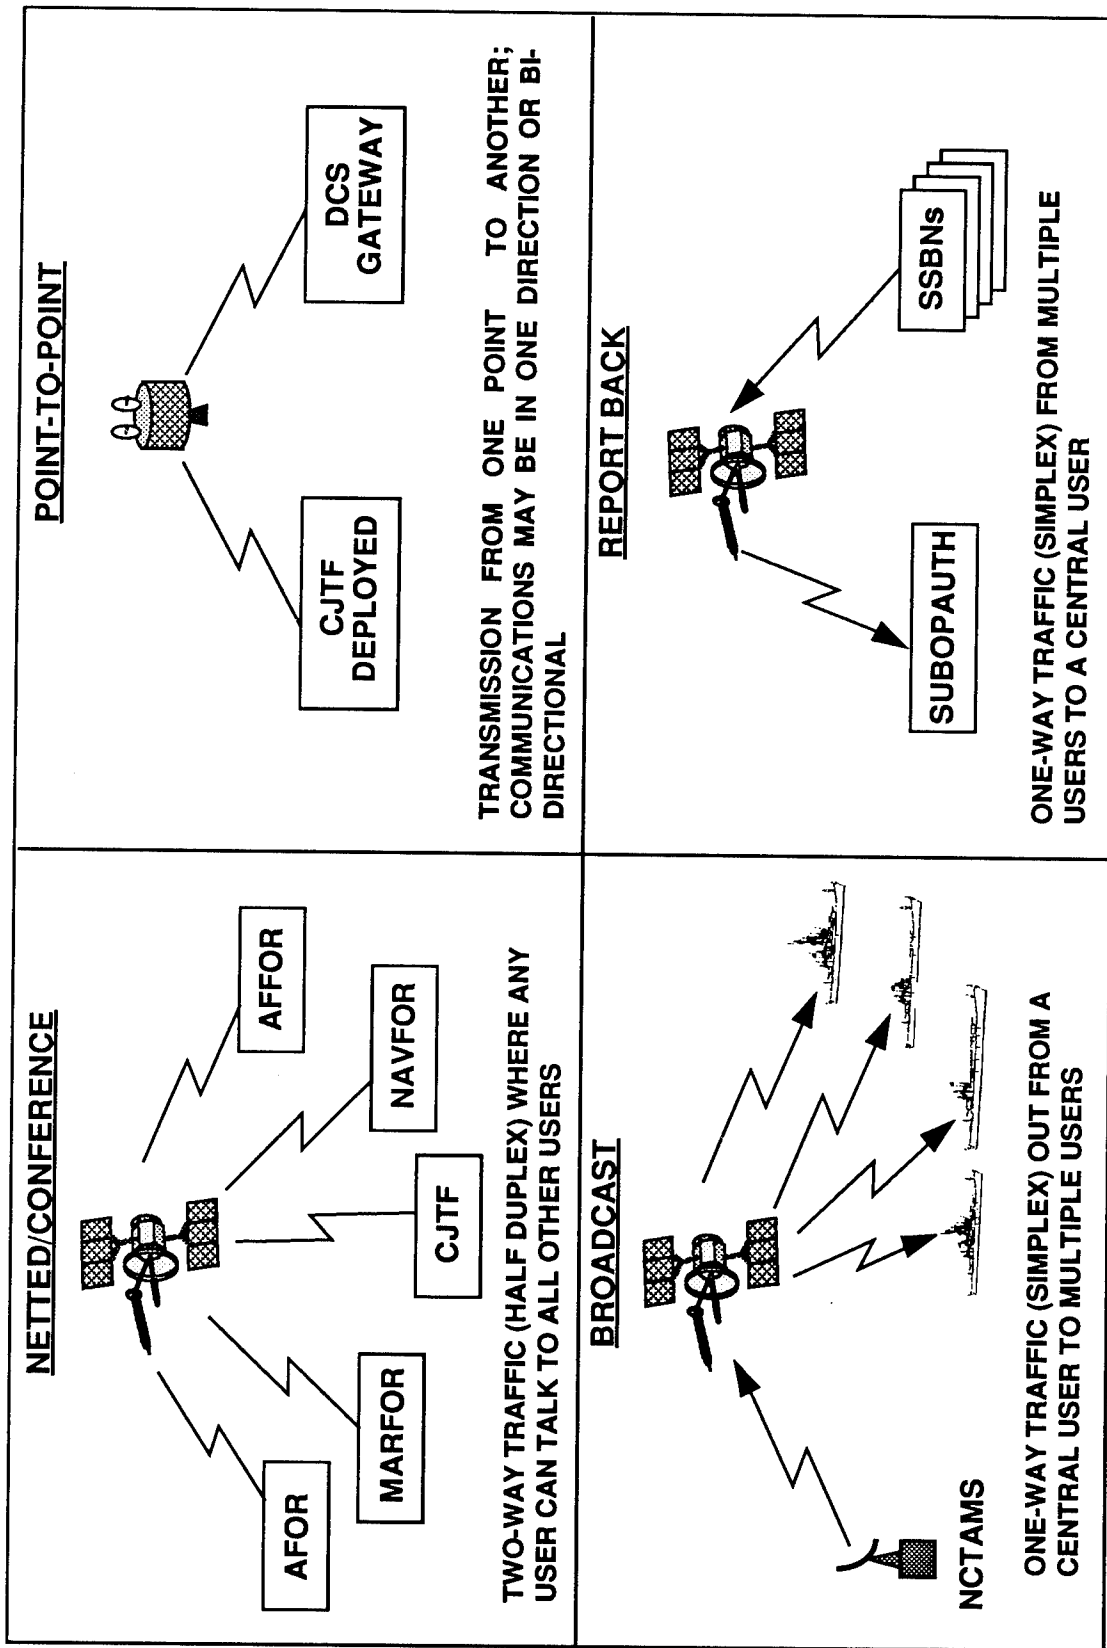 NETTED/CONFERENCE
AFOR
MARFOR
CJTF
NAVFOR
AFFOR
TWO-WAY TRAFFIC (HALF DUPLEX) WHERE ANY
USER CAN TALK TO ALL OTHER USERS
POINT-TO-POINT
CJTF
DEPLOYED
DCS
GATEWAY
TRANSMISSION FROM ONE POINT TO ANOTHER;
COMMUNICATIONS MAY BE IN ONE DIRECTION OR BI-
DIRECTIONAL
BROADCAST
NCTAMS
ONE-WAY TRAFFIC (SIMPLEX) OUT FROM A
CENTRAL USER TO MULTIPLE USERS
REPORT BACK
SUBOPAUTH
SSBNs
ONE-WAY TRAFFIC (SIMPLEX) FROM MULTIPLE
USERS TO A CENTRAL USER